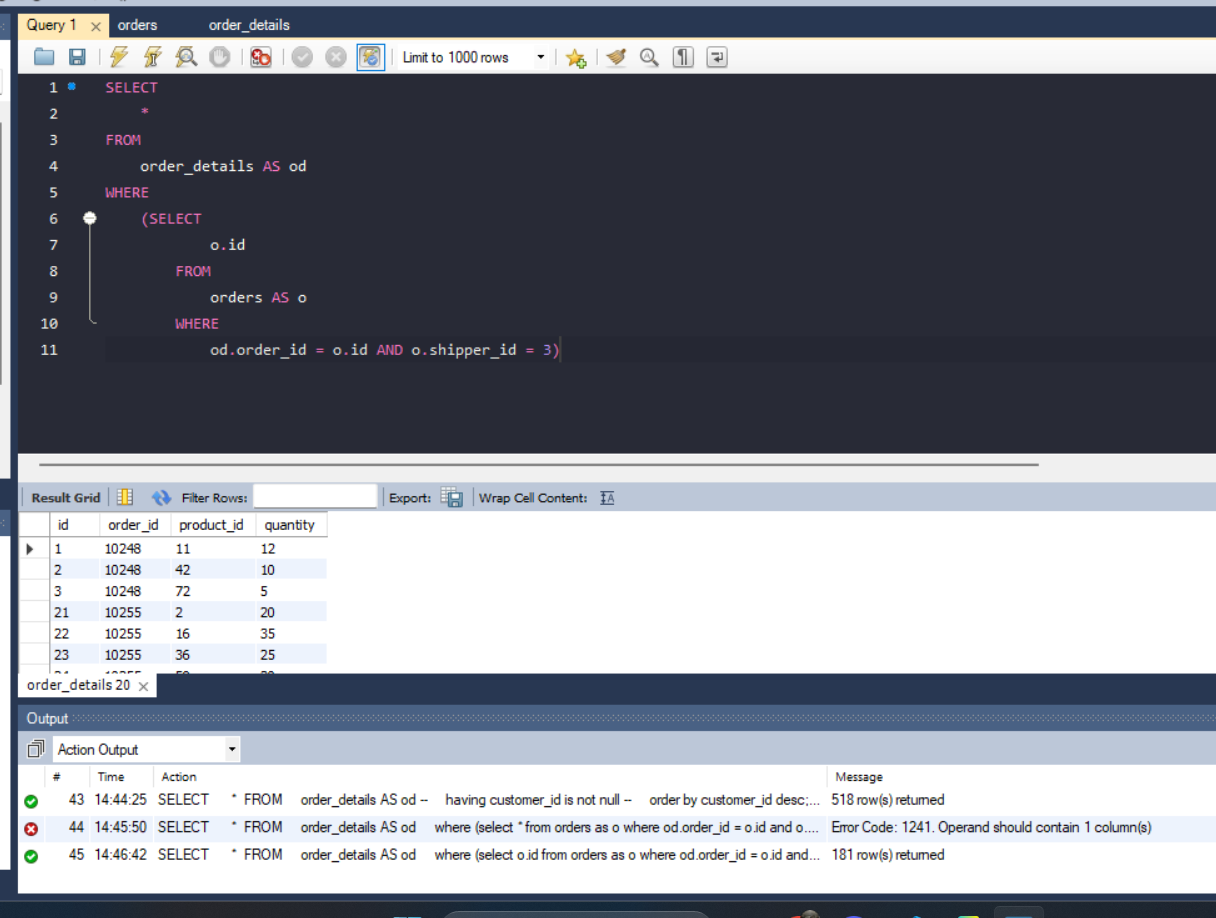 Query 1 × orders order_details
Limit to 1000 rows
1 SELECT
2 *
3 FROM
4 order_details AS od
5 WHERE
6 (SELECT
7 o.id
8 FROM
9 orders AS o
10 WHERE
11 od.order_id = o.id AND o.shipper_id = 3)
Result Grid Filter Rows: Export: Wrap Cell Content:
id order_id product_id quantity
1 10248 11 12
2 10248 42 10
3 10248 72 5
21 10255 2 20
22 10255 16 35
23 10255 36 25
order_details 20 ×
Output
Action Output
# Time Action Message
43 14:44:25 SELECT * FROM order_details AS od -- having customer_id is not null -- order by customer_id desc;... 518 row(s) returned
44 14:45:50 SELECT * FROM order_details AS od where (select * from orders as o where od.order_id = o.id and o.... Error Code: 1241. Operand should contain 1 column(s)
45 14:46:42 SELECT * FROM order_details AS od where (select o.id from orders as o where od.order_id = o.id and... 181 row(s) returned